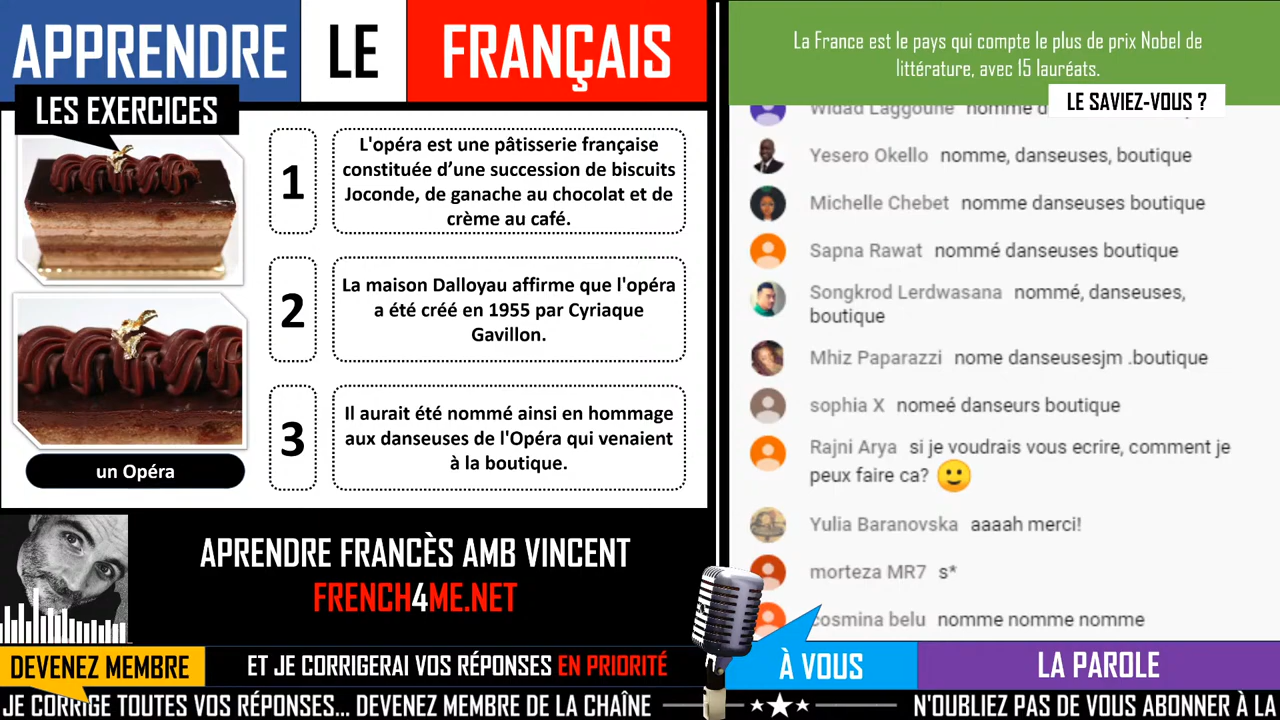 APPRENDRE LE FRANÇAIS
LES EXERCICES
1
L'opéra est une pâtisserie française
constituée d’une succession de biscuits
Joconde, de ganache au chocolat et de
crème au café.
2
La maison Dalloyau affirme que l'opéra
a été créé en 1955 par Cyriaque
Gavillon.
3
Il aurait été nommé ainsi en hommage
aux danseuses de l'Opéra qui venaient
à la boutique.
un Opéra
APRENDRE FRANCÈS AMB VINCENT
FRENCH4ME.NET
DEVENEZ MEMBRE
ET JE CORRIGERAI VOS RÉPONSES EN PRIORITÉ
La France est le pays qui compte le plus de prix Nobel de
littérature, avec 15 lauréats.
LE SAVIEZ-VOUS ?
Widad Laggoune
Yesero Okello nomme, danseuses, boutique
Michelle Chebet nomme danseuses boutique
Sapna Rawat nommé danseuses boutique
Songkrod Lerdwasana nommé, danseuses,
boutique
Mhiz Paparazzi nome danseusesjm .boutique
sophia X nomeé danseurs boutique
Rajni Arya si je voudrais vous ecrire, comment je
peux faire ca? 🙂
Yulia Baranovska aaaah merci!
morteza MR7 s*
cosmina belu nomme nomme nomme
À VOUS
LA PAROLE
JE CORRIGE TOUTES VOS RÉPONSES... DEVENEZ MEMBRE DE LA CHAÎNE
N'OUBLIEZ PAS DE VOUS ABONNER À LA